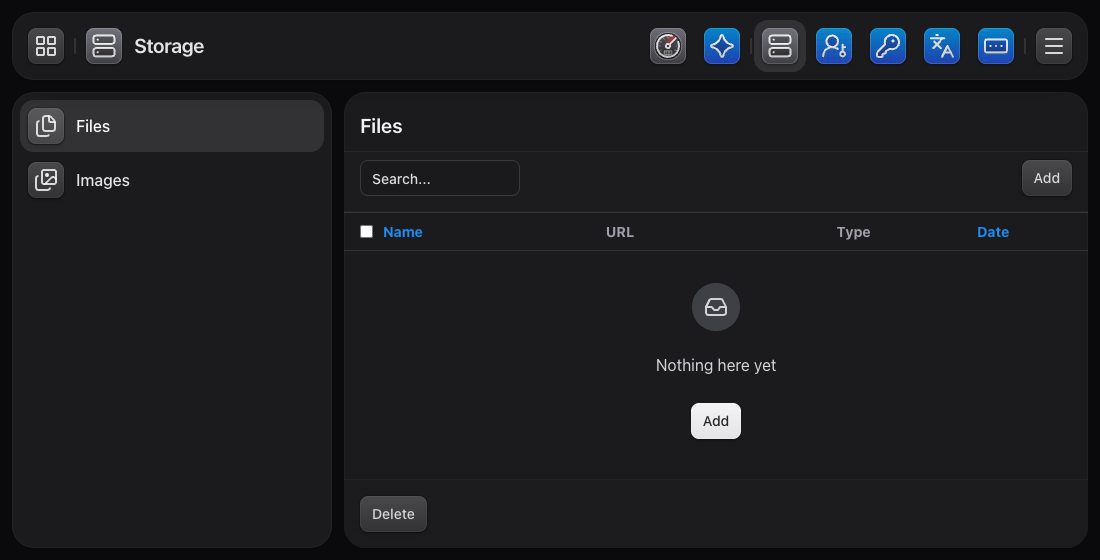 Storage
Files
Images
Files
Search...
Add
Name URL Type Date
Nothing here yet
Add
Delete